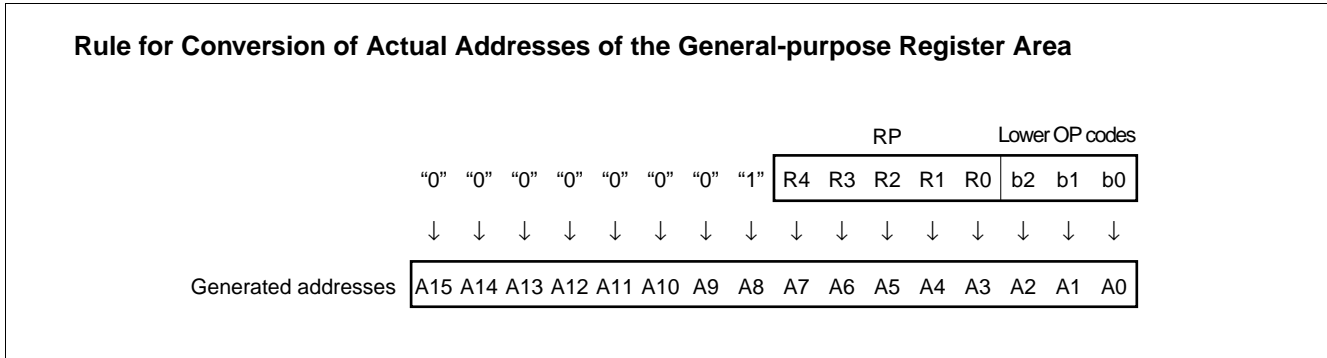 Rule for Conversion of Actual Addresses of the General-purpose Register Area
RP Lower OP codes
“0” “0” “0” “0” “0” “0” “0” “1” R4 R3 R2 R1 R0 b2 b1 b0
↓ ↓ ↓ ↓ ↓ ↓ ↓ ↓ ↓ ↓ ↓ ↓ ↓ ↓ ↓ ↓
Generated addresses A15 A14 A13 A12 A11 A10 A9 A8 A7 A6 A5 A4 A3 A2 A1 A0